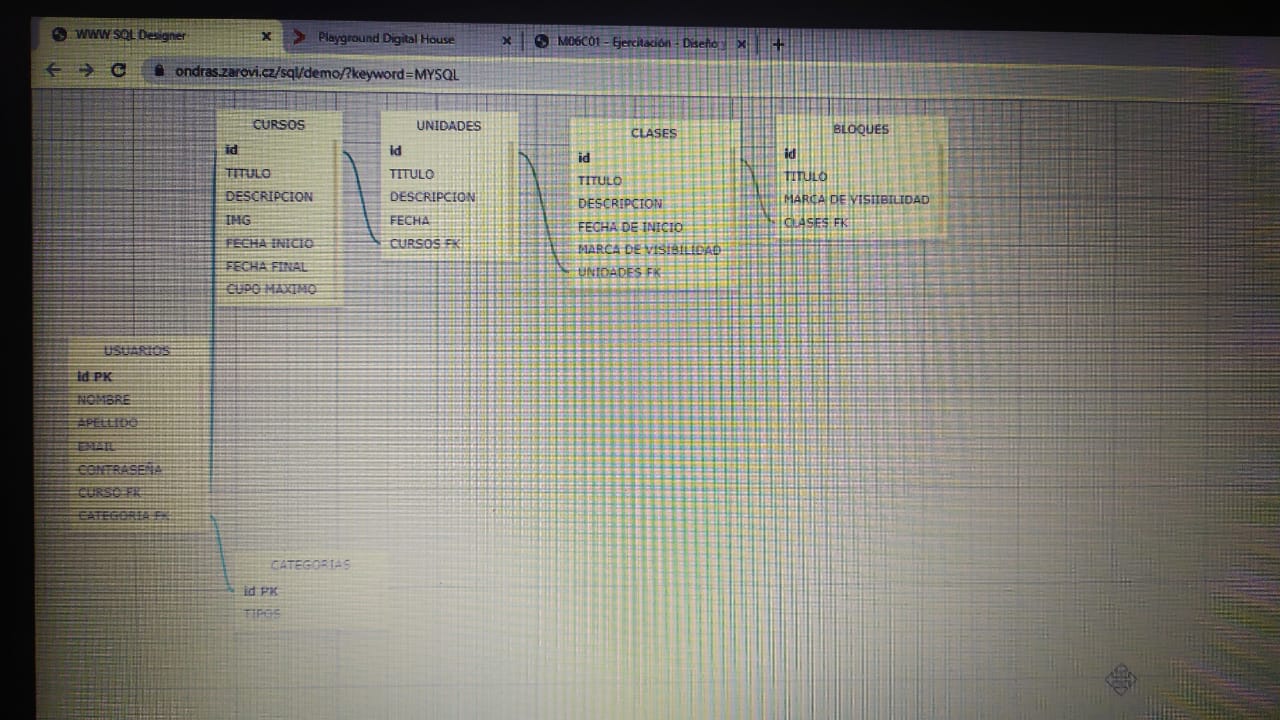 WWW SQL Designer
Playground Digital House
M06C01 - Ejercitación - Diseño
ondras.zarovi.cz/sql/demo/?keyword=MYSQL
CURSOS
id
TITULO
DESCRIPCION
IMG
FECHA INICIO
FECHA FINAL
CUPO MAXIMO
UNIDADES
id
TITULO
DESCRIPCION
FECHA
CURSOS FK
CLASES
id
TITULO
DESCRIPCION
FECHA DE INICIO
MARCA DE VISIBILIDAD
UNIDADES FK
BLOQUES
id
TITULO
MARCA DE VISIIBILIDAD
CLASES FK
USUARIOS
id PK
NOMBRE
APELLIDO
EMAIL
CONTRASEÑA
CURSO FK
CATEGORIA FK
CATEGORIAS
id PK
TIPOS